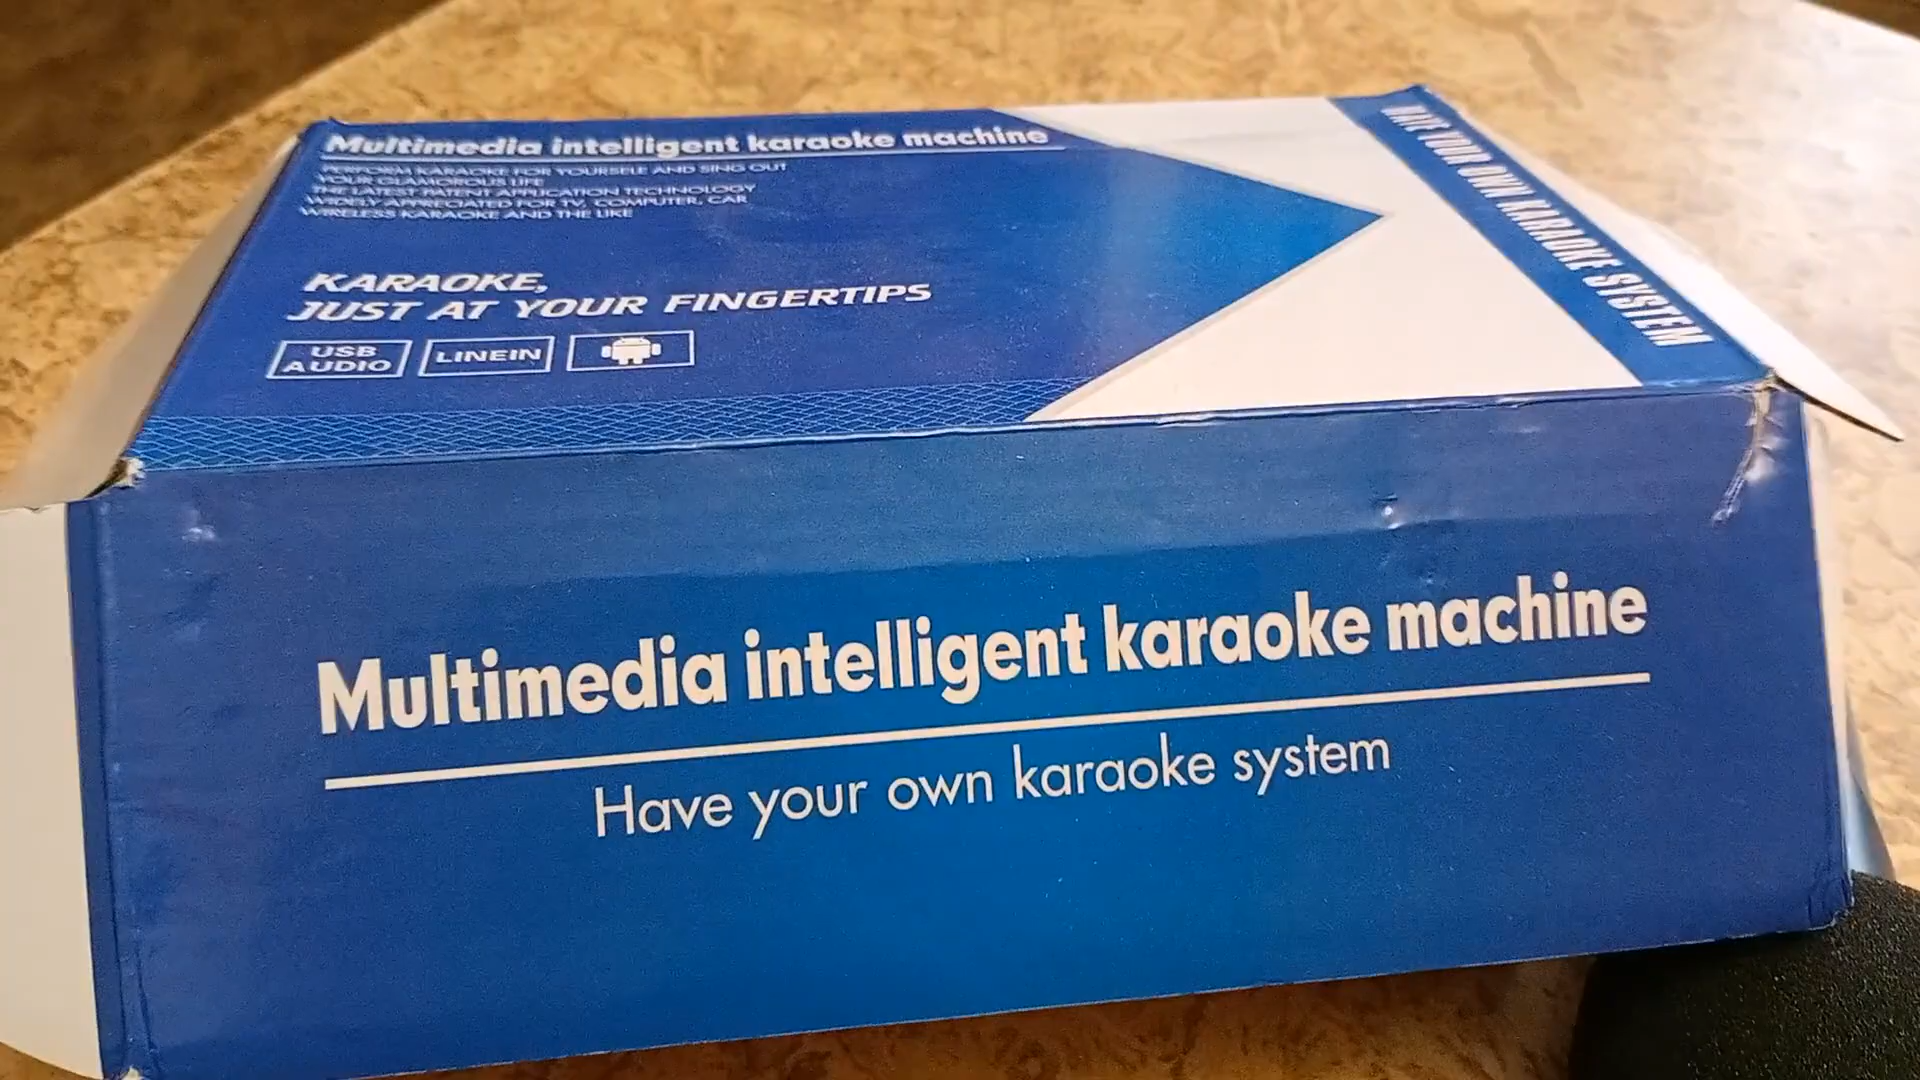 Multimedia intelligent karaoke machine
PERFORM KARAOKE FOR YOURSELF AND SING OUT
YOUR GLAMOROUS LIFE
THE LATEST PATENT APPLICATION TECHNOLOGY
WIDELY APPRECIATED FOR TV, COMPUTER, CAR
WIRELESS KARAOKE AND THE LIKE
KARAOKE,
JUST AT YOUR FINGERTIPS
USB
AUDIO
LINEIN
HAVE YOUR OWN KARAOKE SYSTEM
Multimedia intelligent karaoke machine
Have your own karaoke system